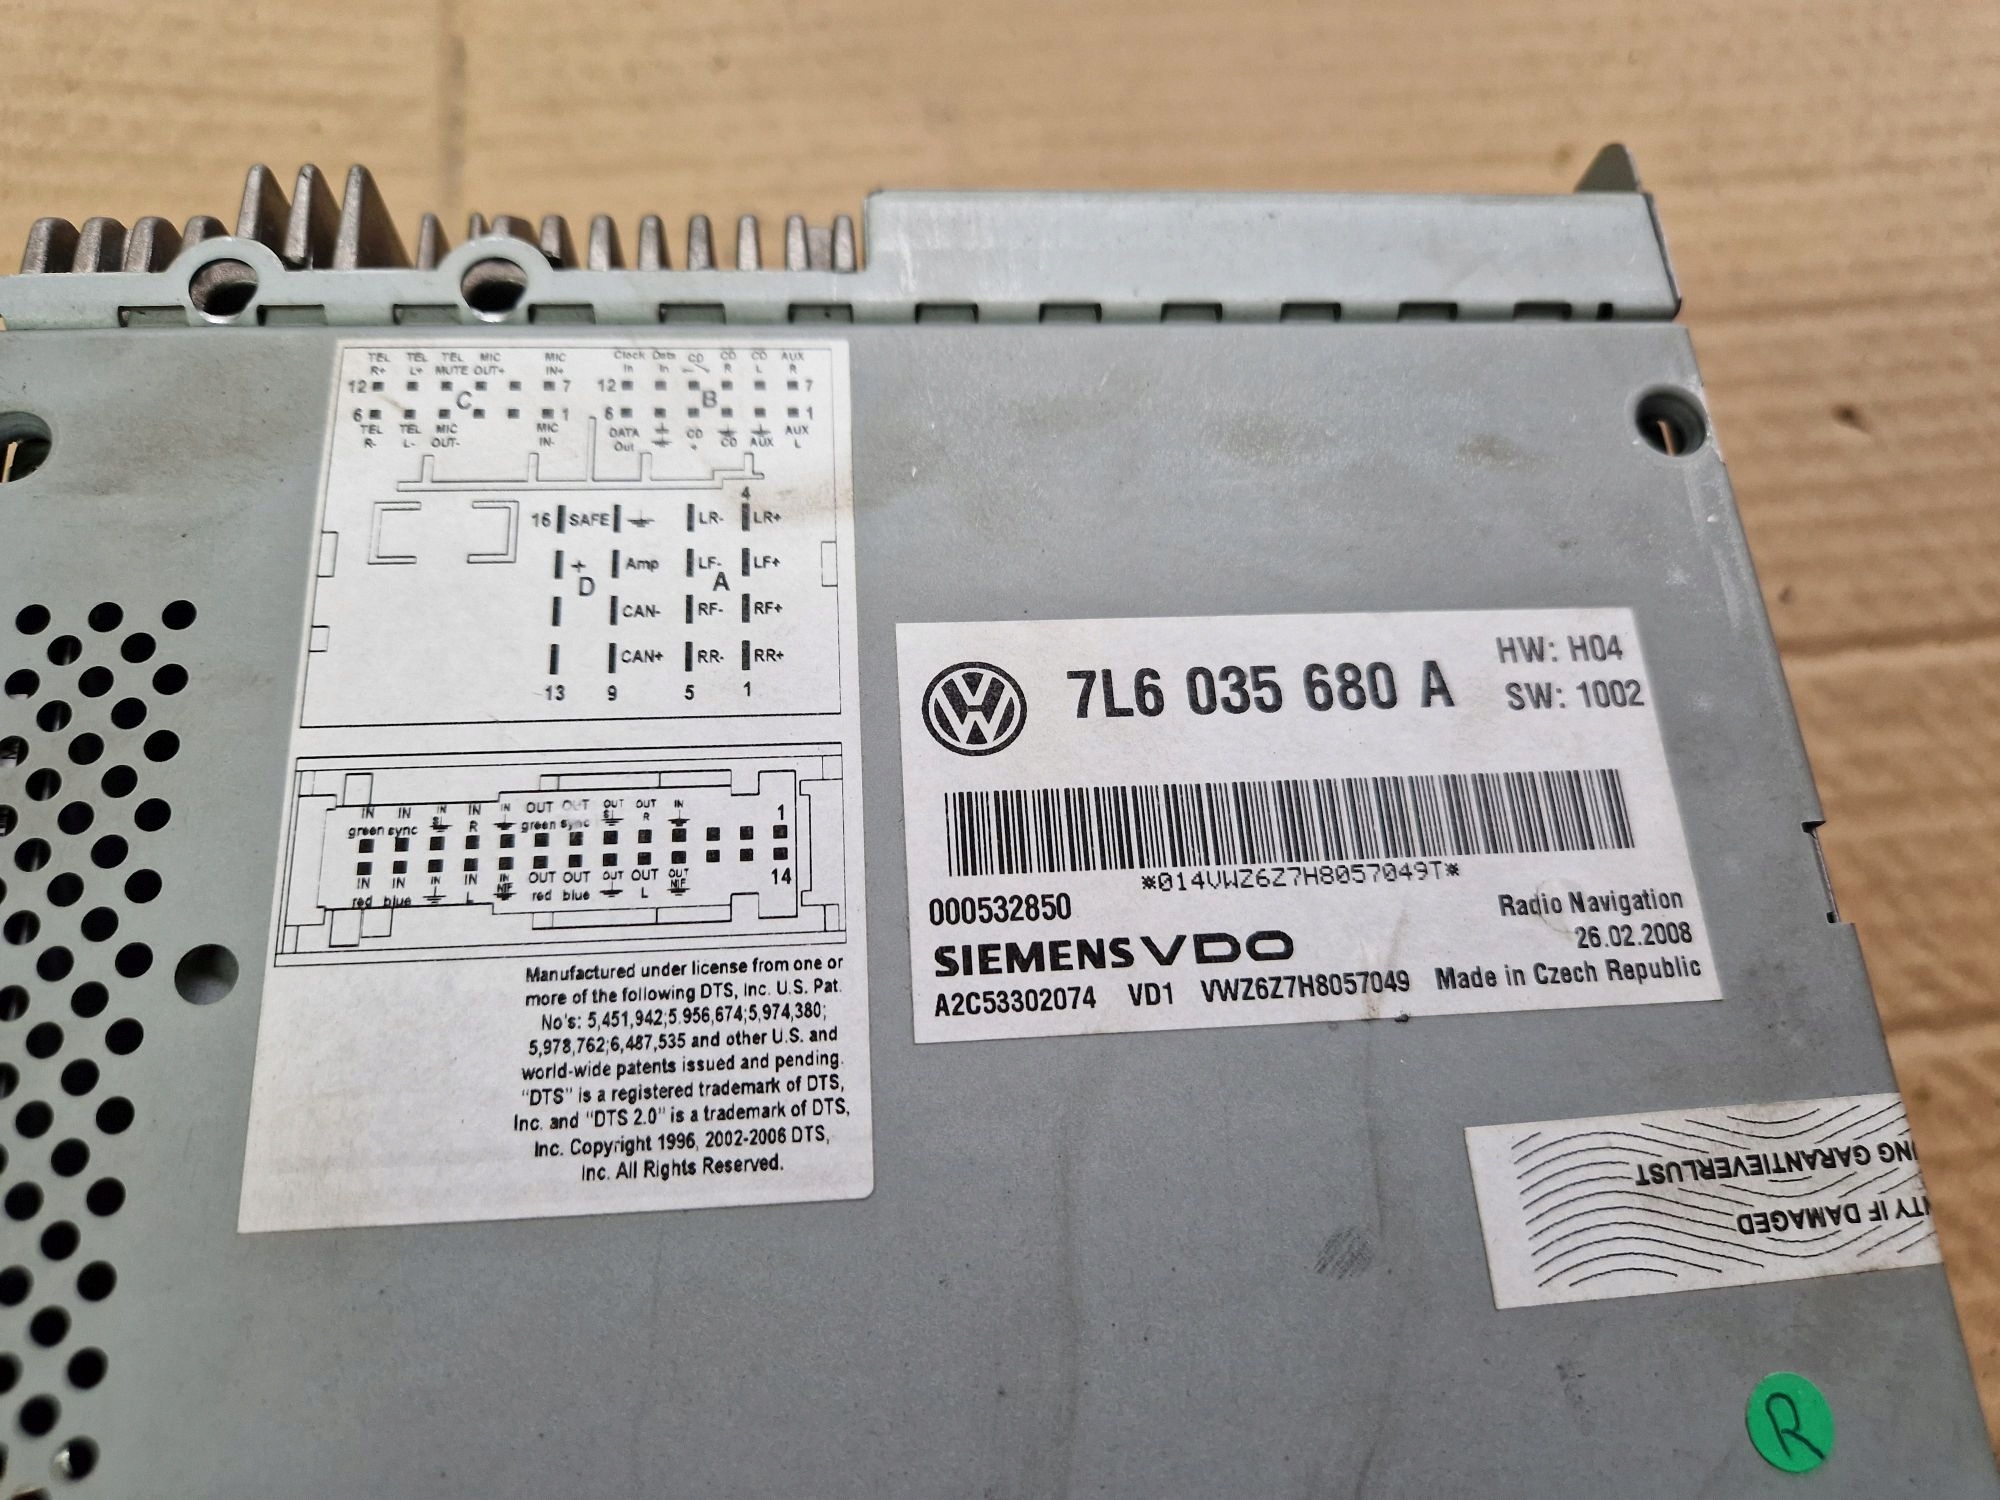 TEL TEL TEL MIC MIC Clock Data CD CD CD AUX
R+ L+ MUTE OUT+ IN+ In In R L R
12 7 12 7
C B
6 1 6 1
TEL TEL MIC MIC DATA CD CD AUX AUX
R- L- OUT- IN- Out + L
4
16 SAFE LR- LR+
+ Amp LF- LF+
D A
CAN- RF- RF+
CAN+ RR- RR+
13 9 5 1
IN IN IN IN IN OUT OUT OUT OUT IN
green sync R green sync R
1
14
IN IN IN IN IN OUT OUT OUT OUT OUT
red blue L red blue L
Manufactured under license from one or
more of the following DTS, Inc. U.S. Pat.
No's: 5,451,942;5.956,674;5,974,380;
5,978,762;6,487,535 and other U.S. and
world-wide patents issued and pending.
"DTS" is a registered trademark of DTS,
Inc. and "DTS 2.0" is a trademark of DTS,
Inc. Copyright 1996, 2002-2006 DTS,
Inc. All Rights Reserved.
7L6 035 680 A
HW: H04
SW: 1002
*014VWZ6Z7H8057049T*
000532850
Radio Navigation
SIEMENS VDO
26.02.2008
A2C53302074 VD1 VWZ6Z7H8057049 Made in Czech Republic
GARANTIEVERLUST
IF DAMAGED
R